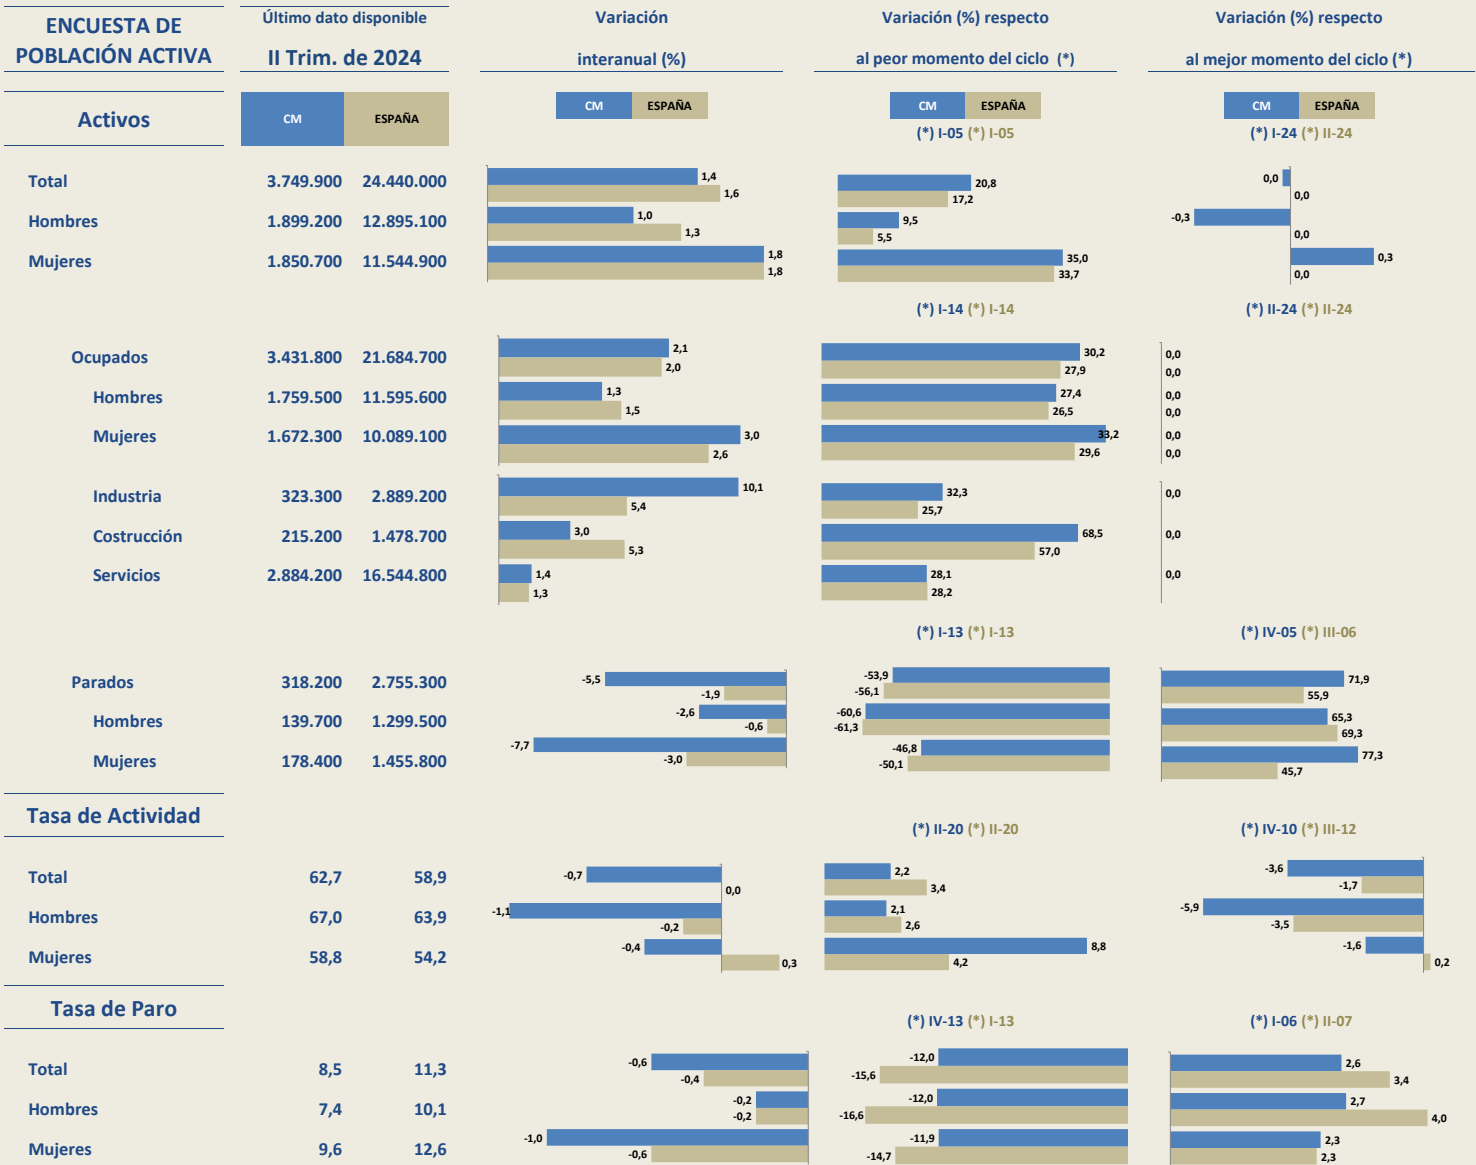 ENCUESTA DE
POBLACIÓN ACTIVA
Último dato disponible
II Trim. de 2024
Variación
interanual (%)
Variación (%) respecto
al peor momento del ciclo (*)
Variación (%) respecto
al mejor momento del ciclo (*)
Activos
CM ESPAÑA
CM ESPAÑA
CM ESPAÑA
(*) I-05 (*) I-05
CM ESPAÑA
(*) I-24 (*) II-24
Total 3.749.900 24.440.000
1,4
1,6
20,8
17,2
0,0
0,0
Hombres 1.899.200 12.895.100
1,0
1,3
9,5
5,5
-0,3
0,0
Mujeres 1.850.700 11.544.900
1,8
1,8
35,0
33,7
0,3
0,0
(*) I-14 (*) I-14
(*) II-24 (*) II-24
Ocupados 3.431.800 21.684.700
2,1
2,0
30,2
27,9
0,0
0,0
Hombres 1.759.500 11.595.600
1,3
1,5
27,4
26,5
0,0
0,0
Mujeres 1.672.300 10.089.100
3,0
2,6
33,2
29,6
0,0
0,0
Industria 323.300 2.889.200
10,1
5,4
32,3
25,7
0,0
Costrucción 215.200 1.478.700
3,0
5,3
68,5
57,0
0,0
Servicios 2.884.200 16.544.800
1,4
1,3
28,1
28,2
0,0
(*) I-13 (*) I-13
(*) IV-05 (*) III-06
Parados 318.200 2.755.300
-5,5
-1,9
-53,9
-56,1
71,9
55,9
Hombres 139.700 1.299.500
-2,6
-0,6
-60,6
-61,3
65,3
69,3
Mujeres 178.400 1.455.800
-7,7
-3,0
-46,8
-50,1
77,3
45,7
Tasa de Actividad
(*) II-20 (*) II-20
(*) IV-10 (*) III-12
Total 62,7 58,9
-0,7
0,0
2,2
3,4
-3,6
-1,7
Hombres 67,0 63,9
-1,1
-0,2
2,1
2,6
-5,9
-3,5
Mujeres 58,8 54,2
-0,4
0,3
8,8
4,2
-1,6
0,2
Tasa de Paro
(*) IV-13 (*) I-13
(*) I-06 (*) II-07
Total 8,5 11,3
-0,6
-0,4
-12,0
-15,6
2,6
3,4
Hombres 7,4 10,1
-0,2
-0,2
-12,0
-16,6
2,7
4,0
Mujeres 9,6 12,6
-1,0
-0,6
-11,9
-14,7
2,3
2,3